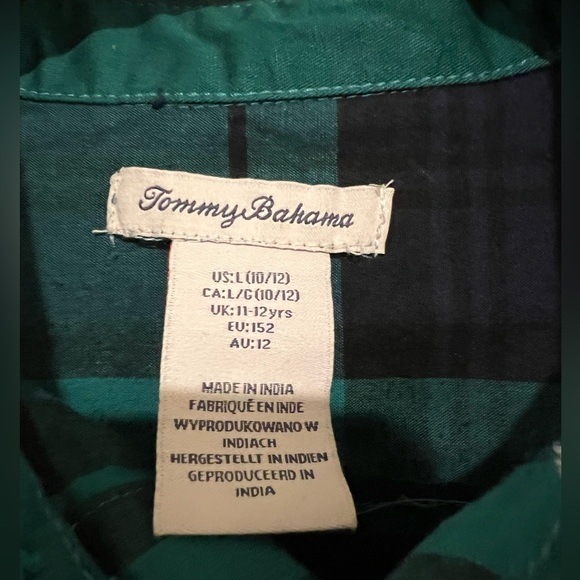 Tommy Bahama
US:L (10/12)
CA:L/G (10/12)
UK:11-12yrs
EU:152
AU:12
MADE IN INDIA
FABRIQUÉ EN INDE
WYPRODUKOWANO W
INDIACH
HERGESTELLT IN INDIEN
GEPRODUCEERD IN
INDIA